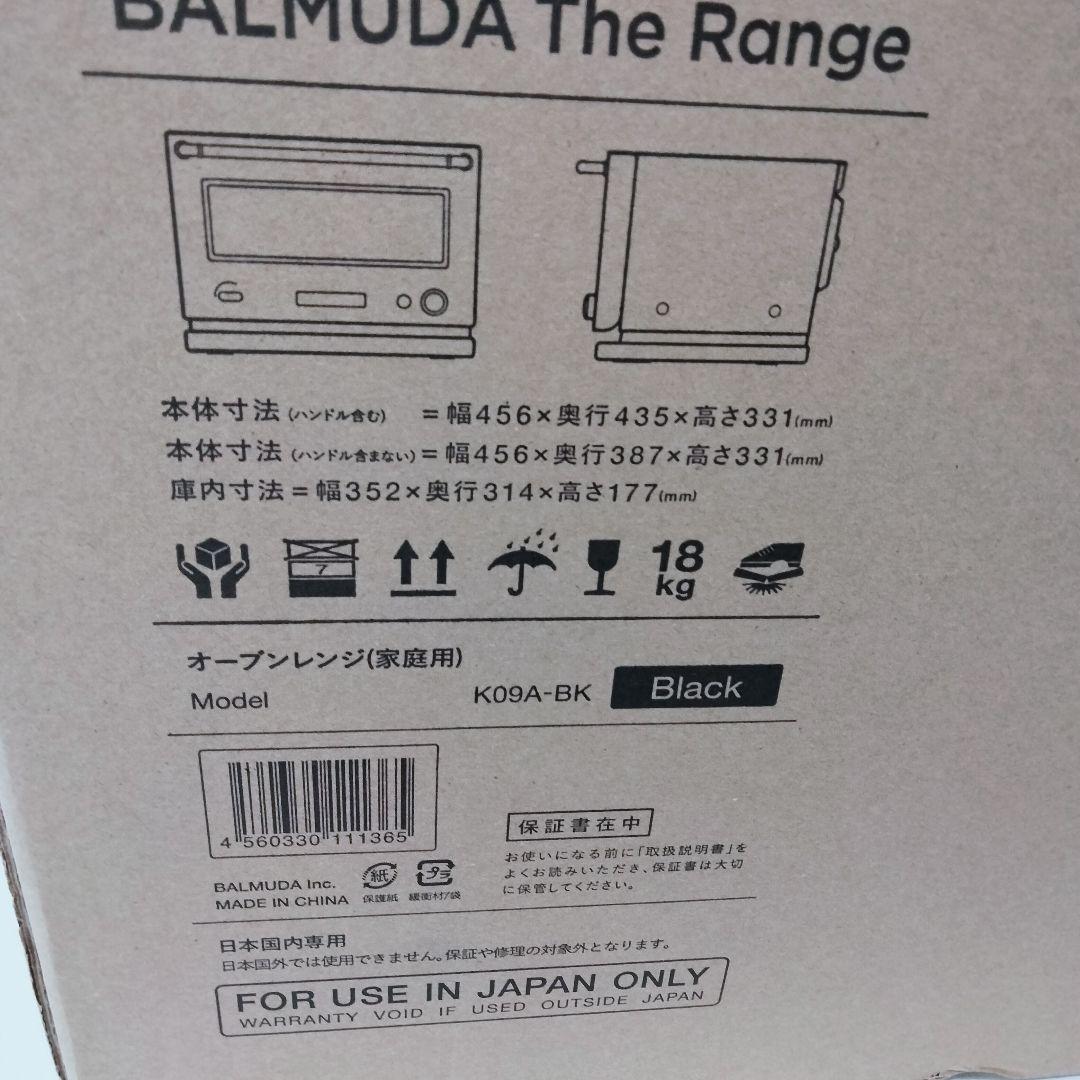 BALMUDA The Range
本体寸法(ハンドル含む) =幅456×奥行435×高さ331(mm)
本体寸法(ハンドル含まない)=幅456×奥行387×高さ331(mm)
庫内寸法=幅352×奥行314×高さ177(mm)
7
18
kg
オーブンレンジ(家庭用)
Model K09A-BK Black
4 560330 111365
保証書在中
お使いになる前に「取扱説明書」を
よくお読みいただき、保証書は大切
に保管してください。
紙 プラ
保護紙 緩衝材/袋
BALMUDA Inc.
MADE IN CHINA
日本国内専用
日本国外では使用できません。保証や修理の対象外となります。
FOR USE IN JAPAN ONLY
WARRANTY VOID IF USED OUTSIDE JAPAN